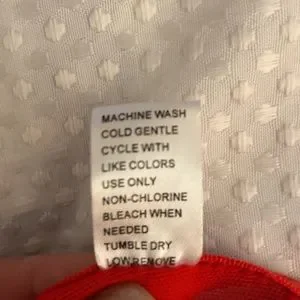 MACHINE WASH
COLD GENTLE
CYCLE WITH
LIKE COLORS
USE ONLY
NON-CHLORINE
BLEACH WHEN
NEEDED
TUMBLE DRY
LOW.REMOVE